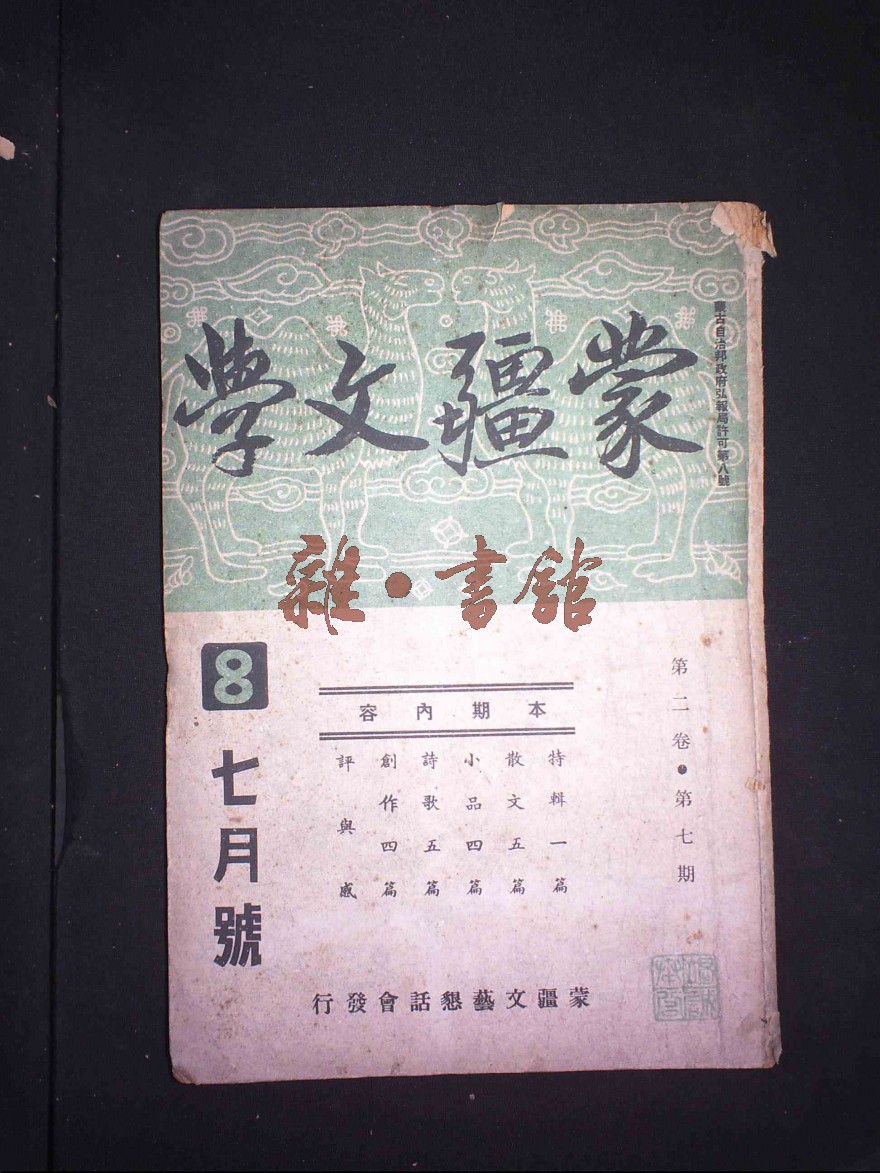 蒙疆文學
蒙古自治邦政府弘報局許可第八號
雜·書舘
第二卷●第七期
本期內容
特輯一篇
散文五篇
小品四篇
詩歌五篇
創作四篇
評與感
8
七月號
蒙疆文藝懇話會發行